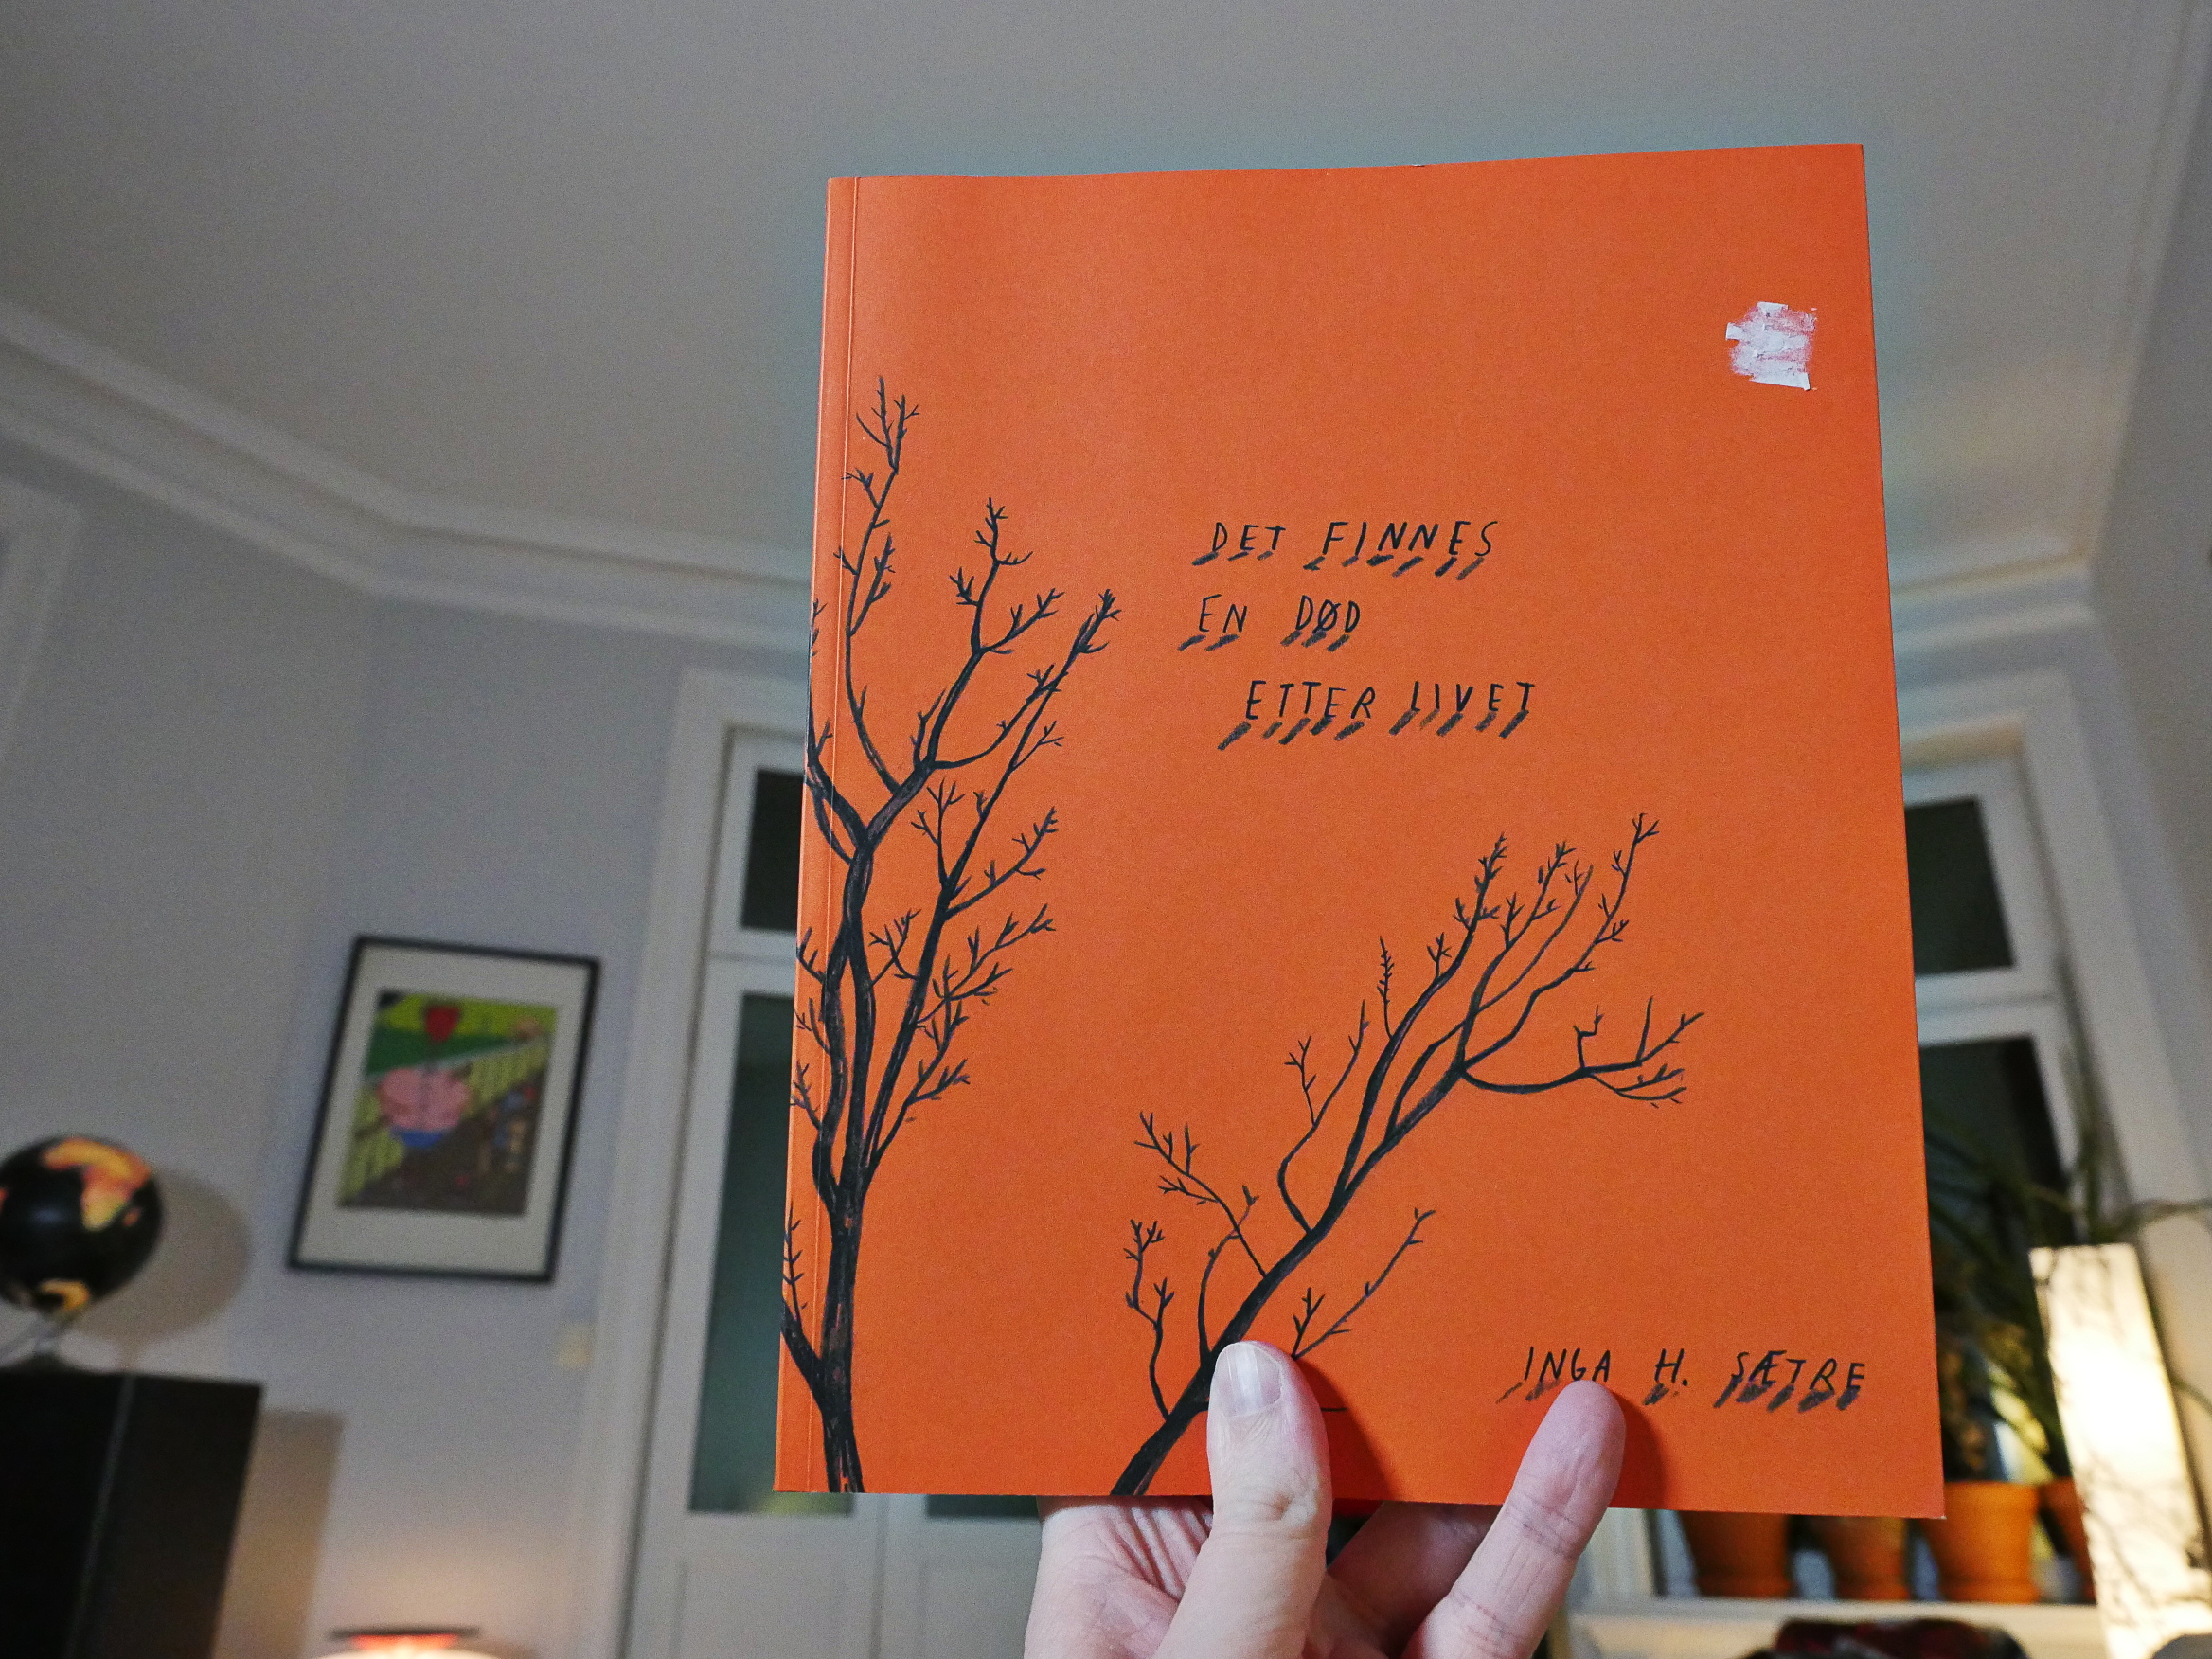 DET FINNES
EN DØD
ETTER LIVET
INGA H. SÆTRE